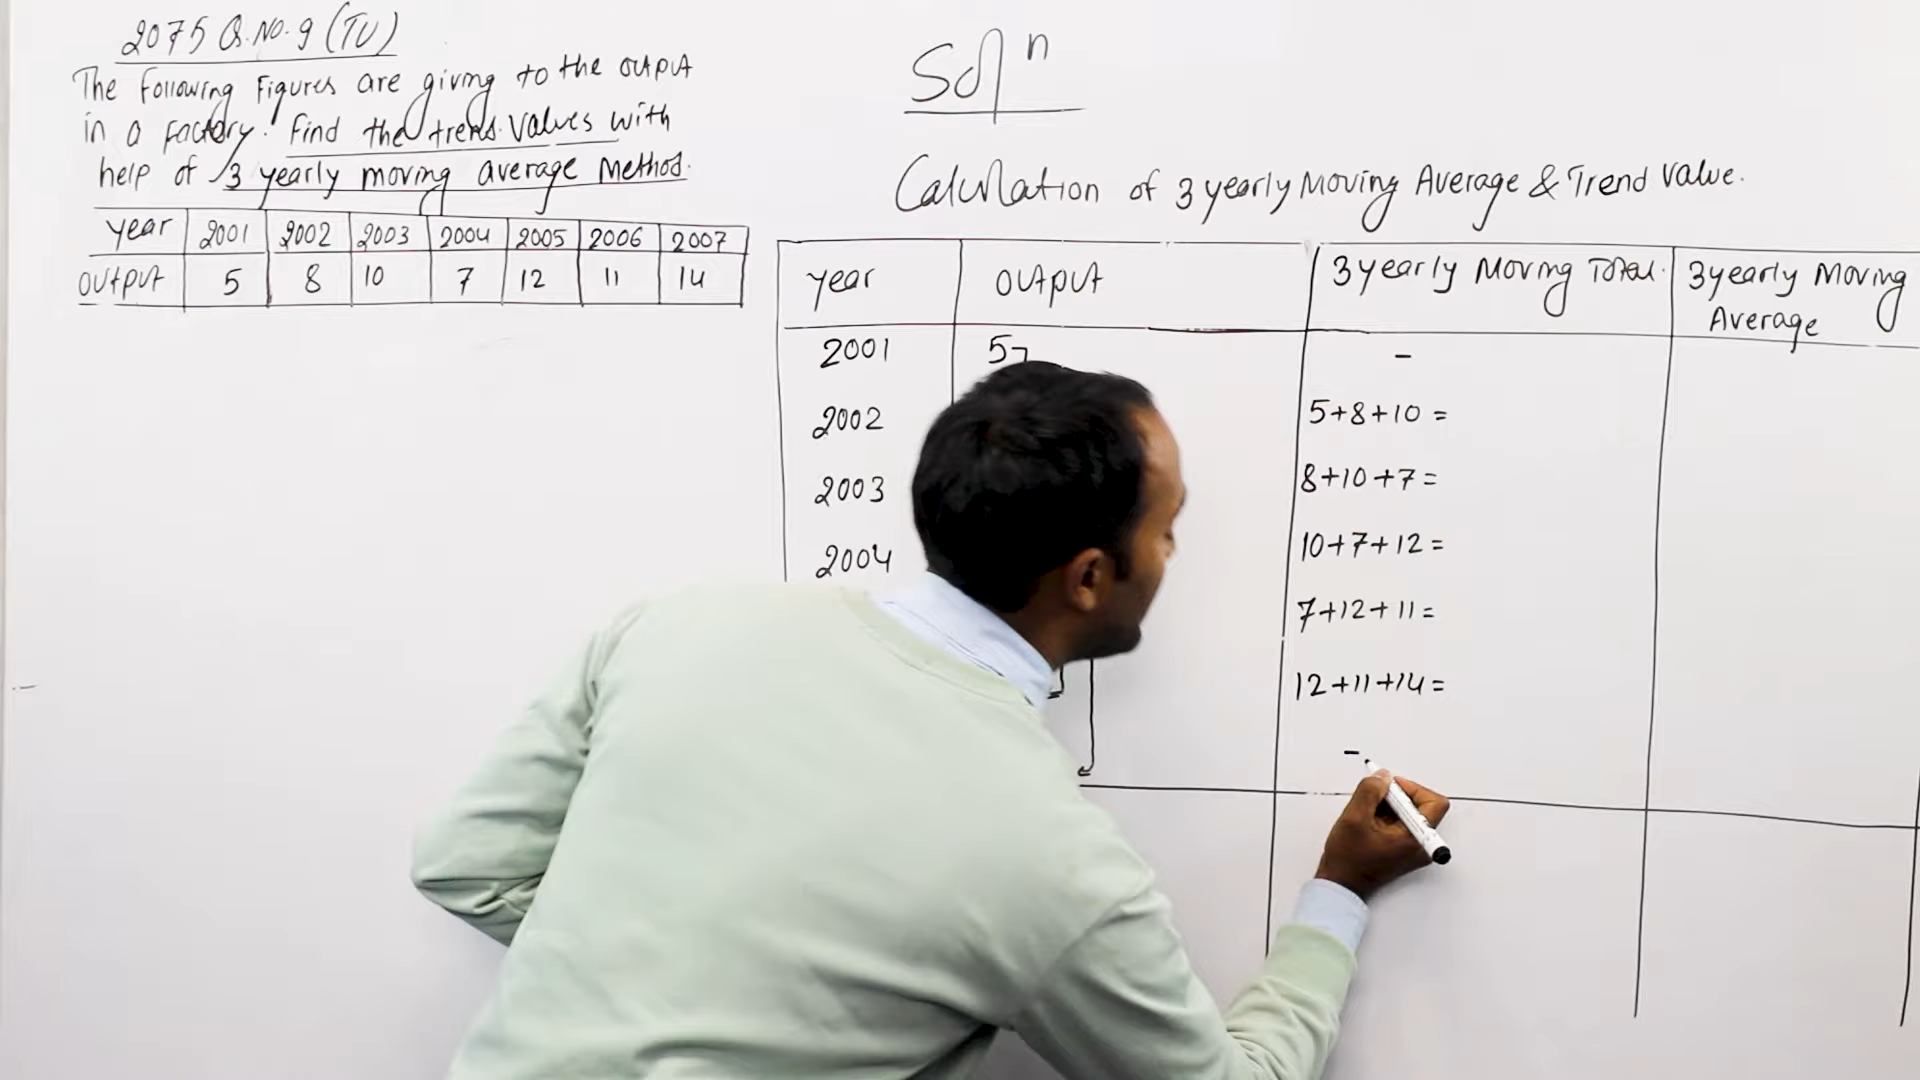 2075 Q.No.9 (TU)
The following figures are giving to the output
in a factory. find the trend values with
help of 3 yearly moving average method.
year 2001 2002 2003 2004 2005 2006 2007
output 5 8 10 7 12 11 14
Solⁿ
Calculation of 3 yearly Moving Average & Trend value.
year output 3 yearly Moving Total. 3 yearly Moving
Average
2001 5 -
2002 5+8+10 =
2003 8+10+7=
2004 10+7+12=
7+12+11=
12+11+14=
-